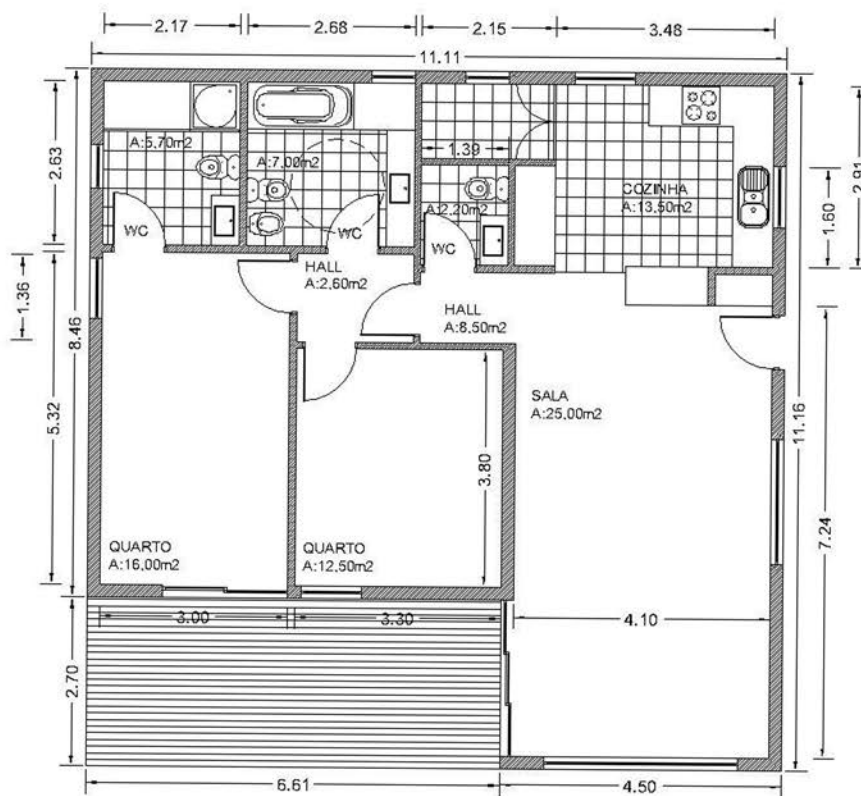 2.17
2.68
2.15
3.48
11.11
2.63
A:5,70m2
A:7,00m2
1.39
A:2,20m2
COZINHA
A:13,50m2
1.60
2.91
WC
WC
WC
HALL
A:2,60m2
HALL
A:8,50m2
1.36
8.46
5.32
SALA
A:25,00m2
11.16
3.80
7.24
QUARTO
A:16,00m2
QUARTO
A:12,50m2
3.00
3.30
4.10
2.70
6.61
4.50